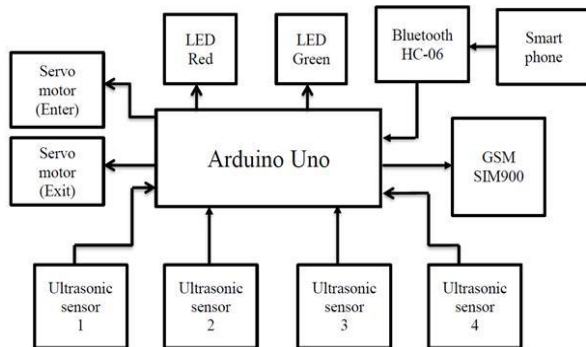 LED
Red
LED
Green
Bluetooth
HC-06
Smart
phone
Servo
motor
(Enter)
Arduino Uno
Servo
motor
(Exit)
GSM
SIM900
Ultrasonic
sensor
1
Ultrasonic
sensor
2
Ultrasonic
sensor
3
Ultrasonic
sensor
4